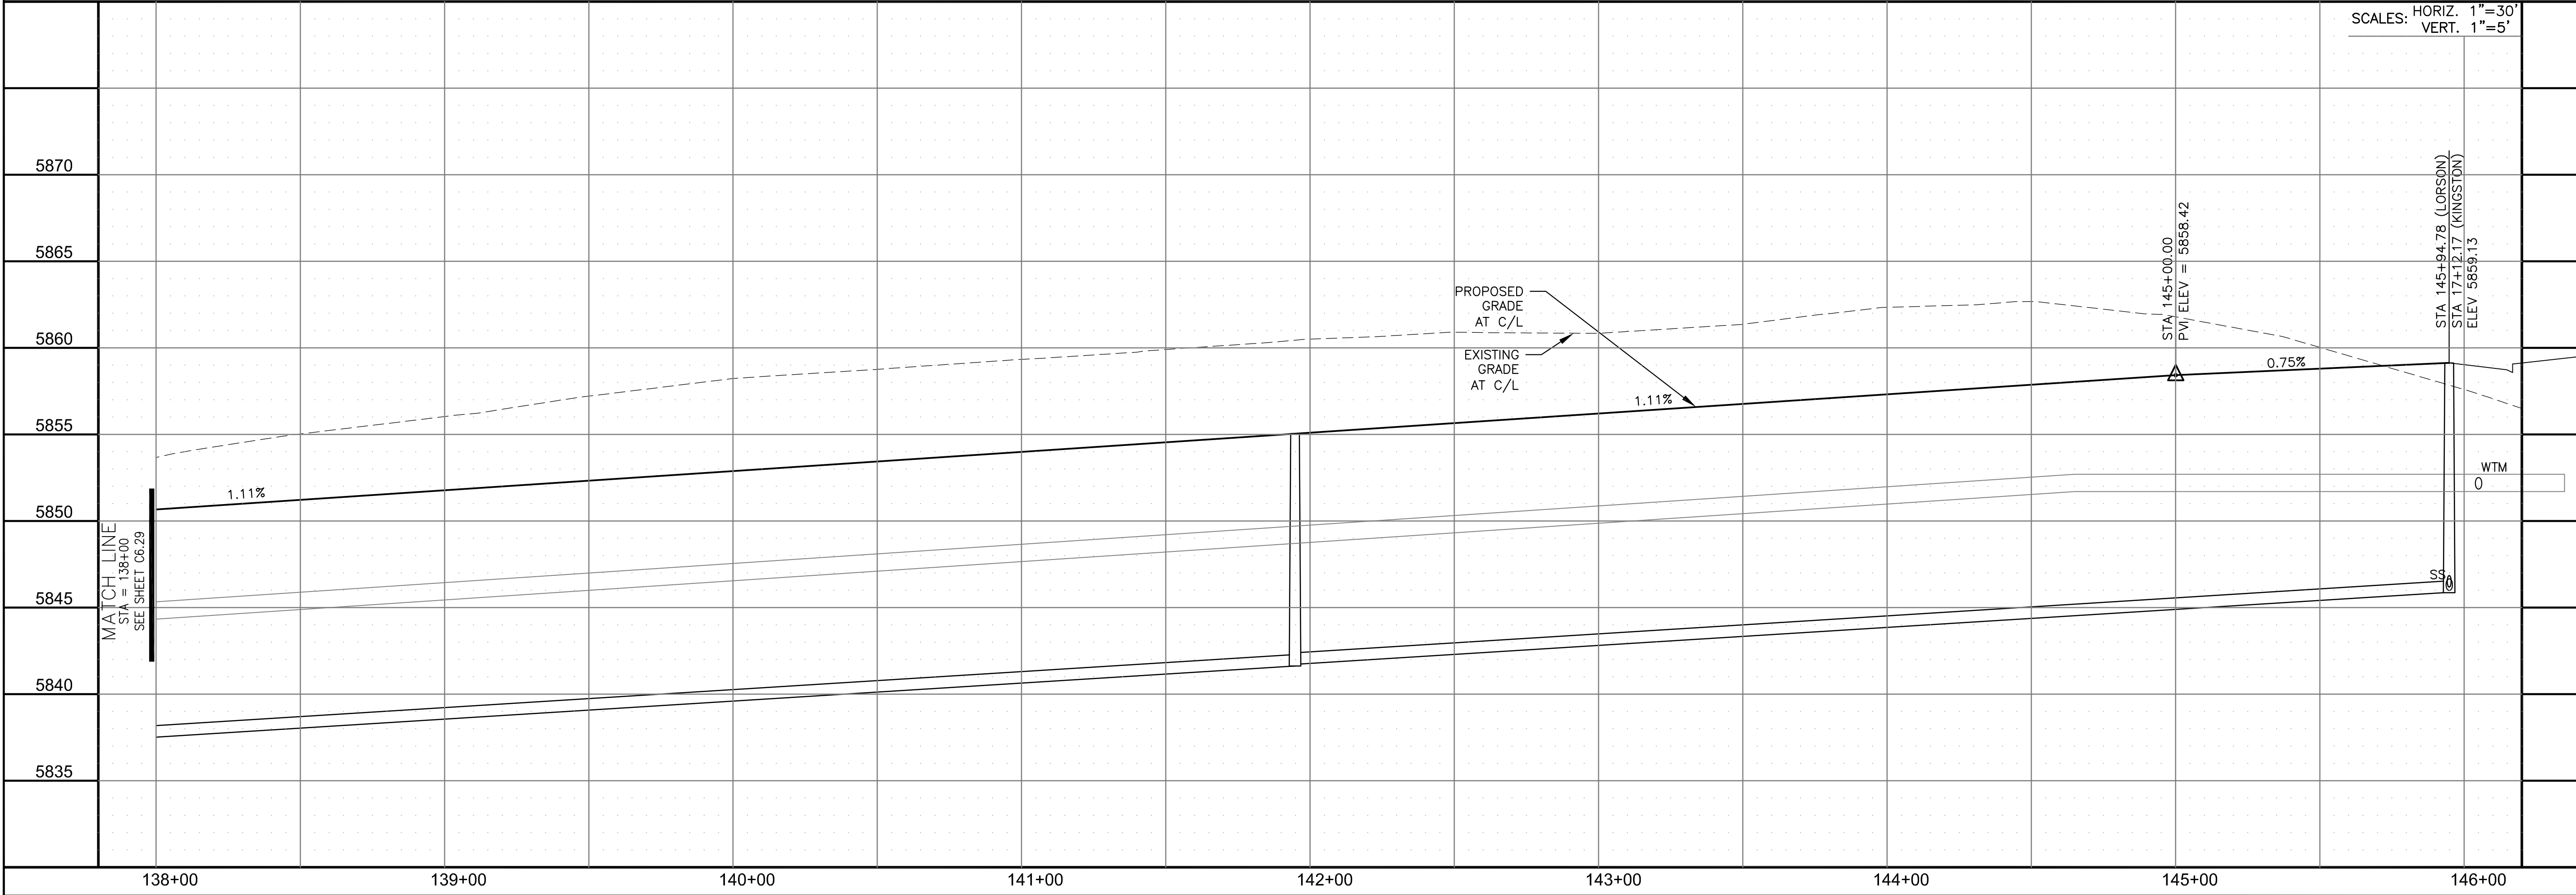 SCALES: HORIZ. 1"=30'
VERT. 1"=5'
5870
5865
5860
5855
5850
5845
5840
5835
MATCH LINE
STA = 138+00
SEE SHEET C6.29
1.11%
PROPOSED
GRADE
AT C/L
EXISTING
GRADE
AT C/L
1.11%
STA 145+00.00
PVI ELEV = 5858.42
0.75%
STA 145+94.78 (LORSON)
STA 17+12.17 (KINGSTON)
ELEV 5859.13
WTM
SS
138+00
139+00
140+00
141+00
142+00
143+00
144+00
145+00
146+00